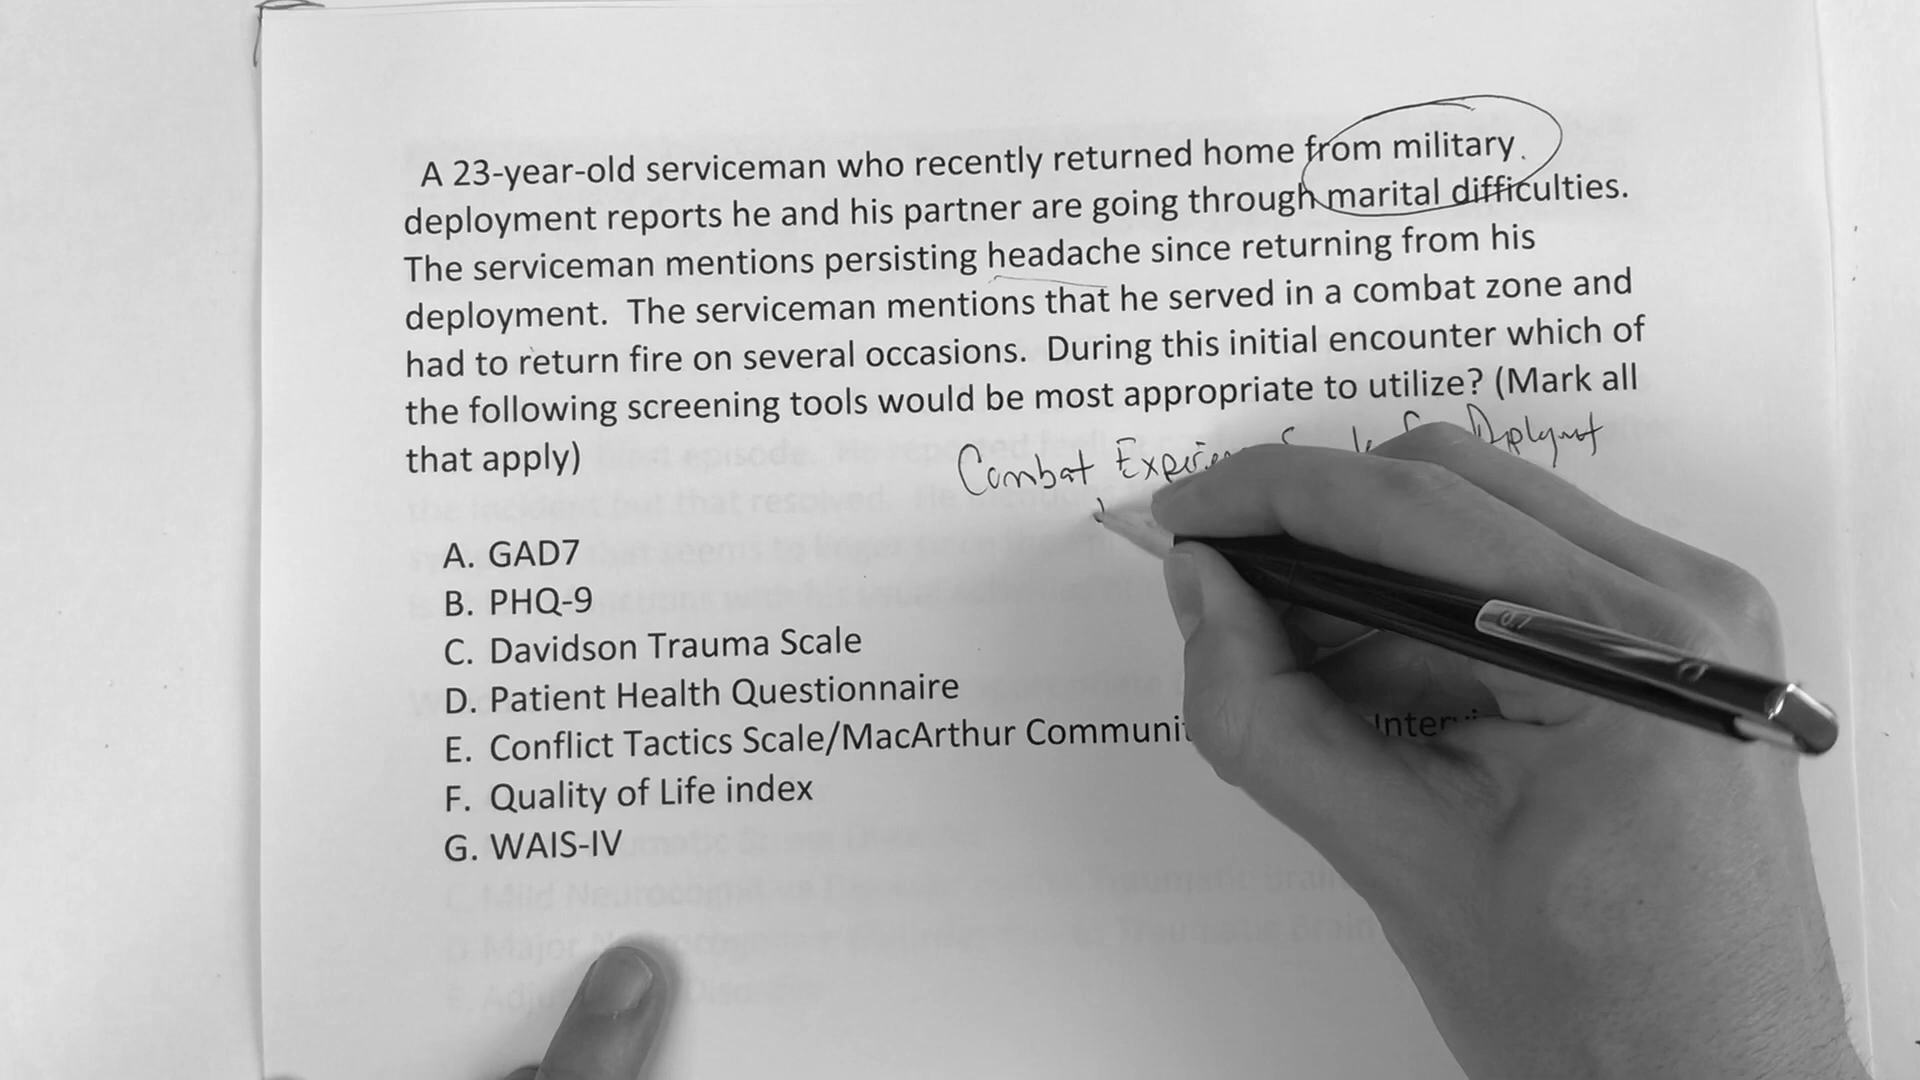 A 23-year-old serviceman who recently returned home from military
deployment reports he and his partner are going through marital difficulties.
The serviceman mentions persisting headache since returning from his
deployment. The serviceman mentions that he served in a combat zone and
had to return fire on several occasions. During this initial encounter which of
the following screening tools would be most appropriate to utilize? (Mark all
that apply)
Combat
A. GAD7
B. PHQ-9
C. Davidson Trauma Scale
D. Patient Health Questionnaire
E. Conflict Tactics Scale/MacArthur
F. Quality of Life index
G. WAIS-IV